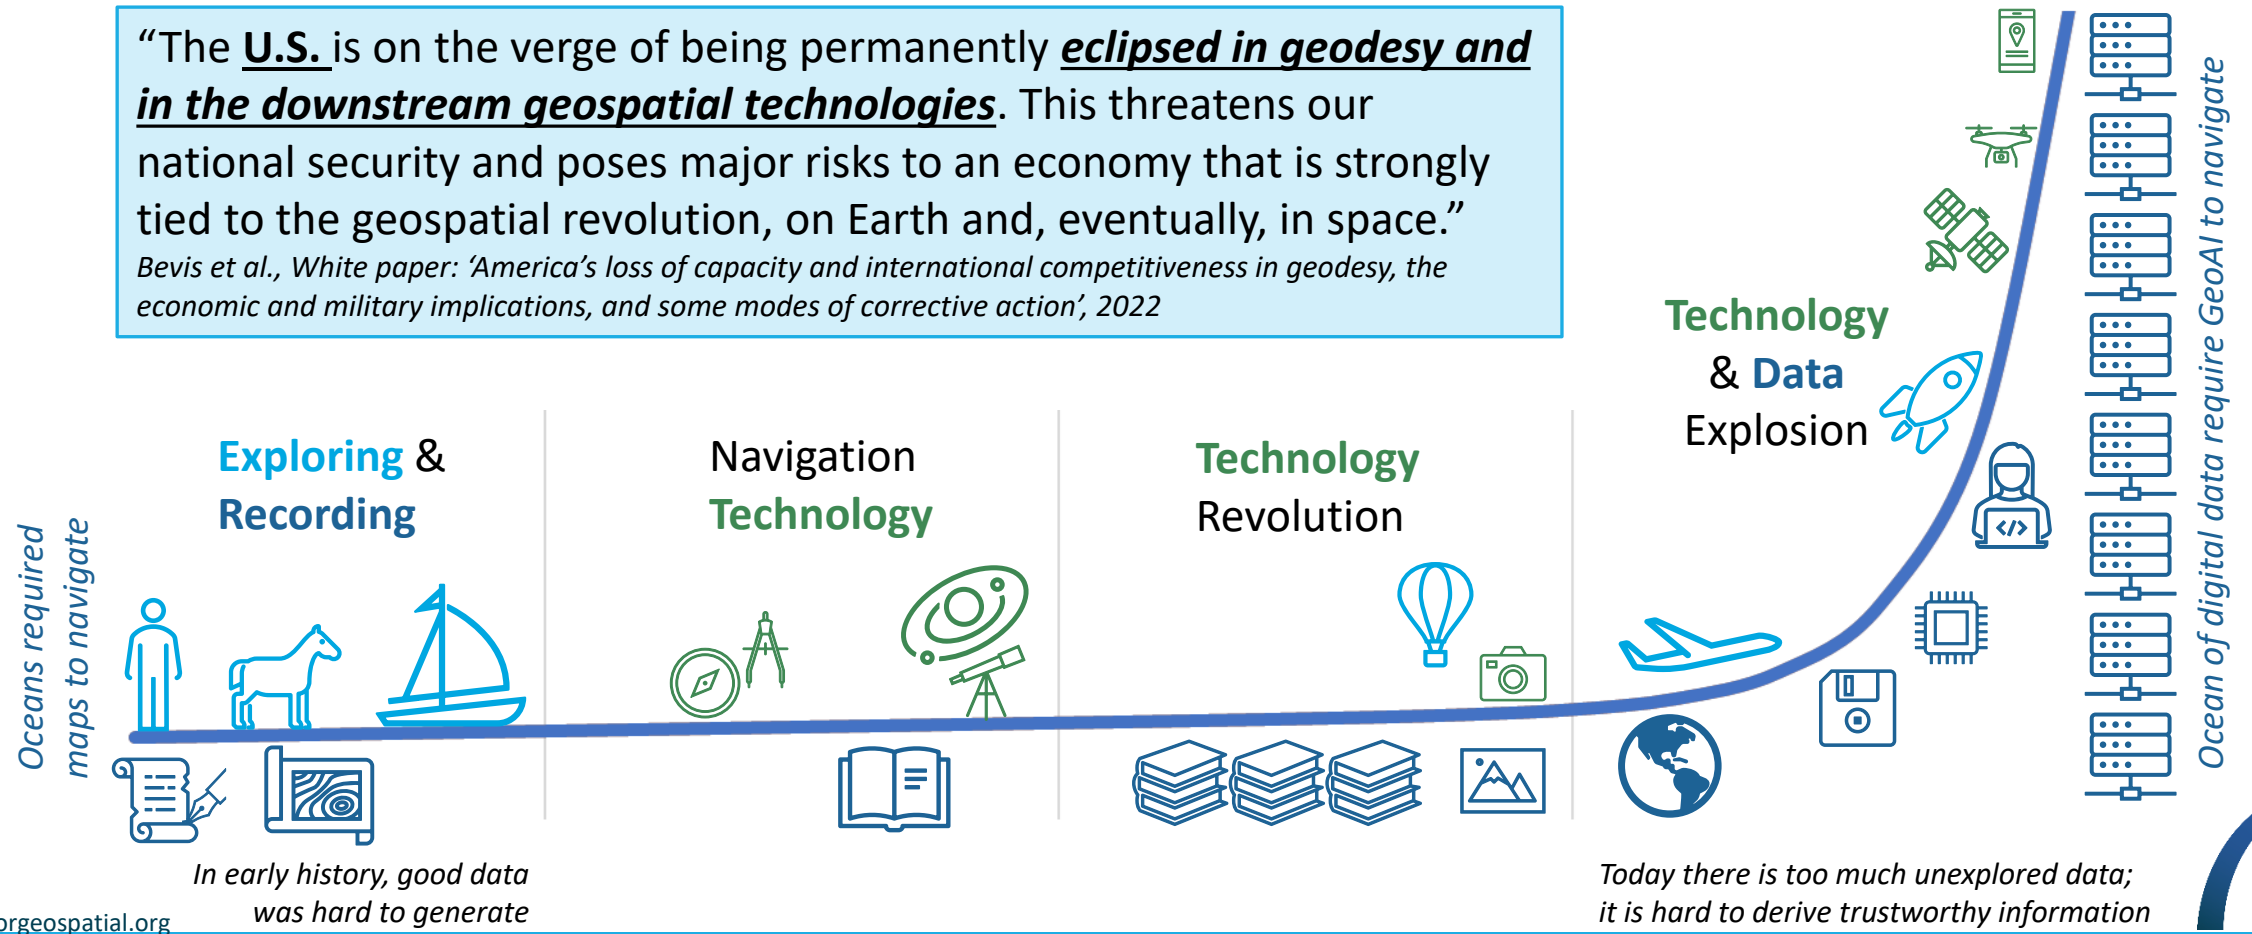 “The U.S. is on the verge of being permanently eclipsed in geodesy and
in the downstream geospatial technologies. This threatens our
national security and poses major risks to an economy that is strongly
tied to the geospatial revolution, on Earth and, eventually, in space.”
Bevis et al., White paper: ‘America’s loss of capacity and international competitiveness in geodesy, the
economic and military implications, and some modes of corrective action’, 2022
Oceans required
maps to navigate
Exploring &
Recording
Navigation
Technology
Technology
Revolution
Technology
& Data
Explosion
</>
Ocean of digital data require GeoAI to navigate
In early history, good data
was hard to generate
Today there is too much unexplored data;
it is hard to derive trustworthy information
orgeospatial.org